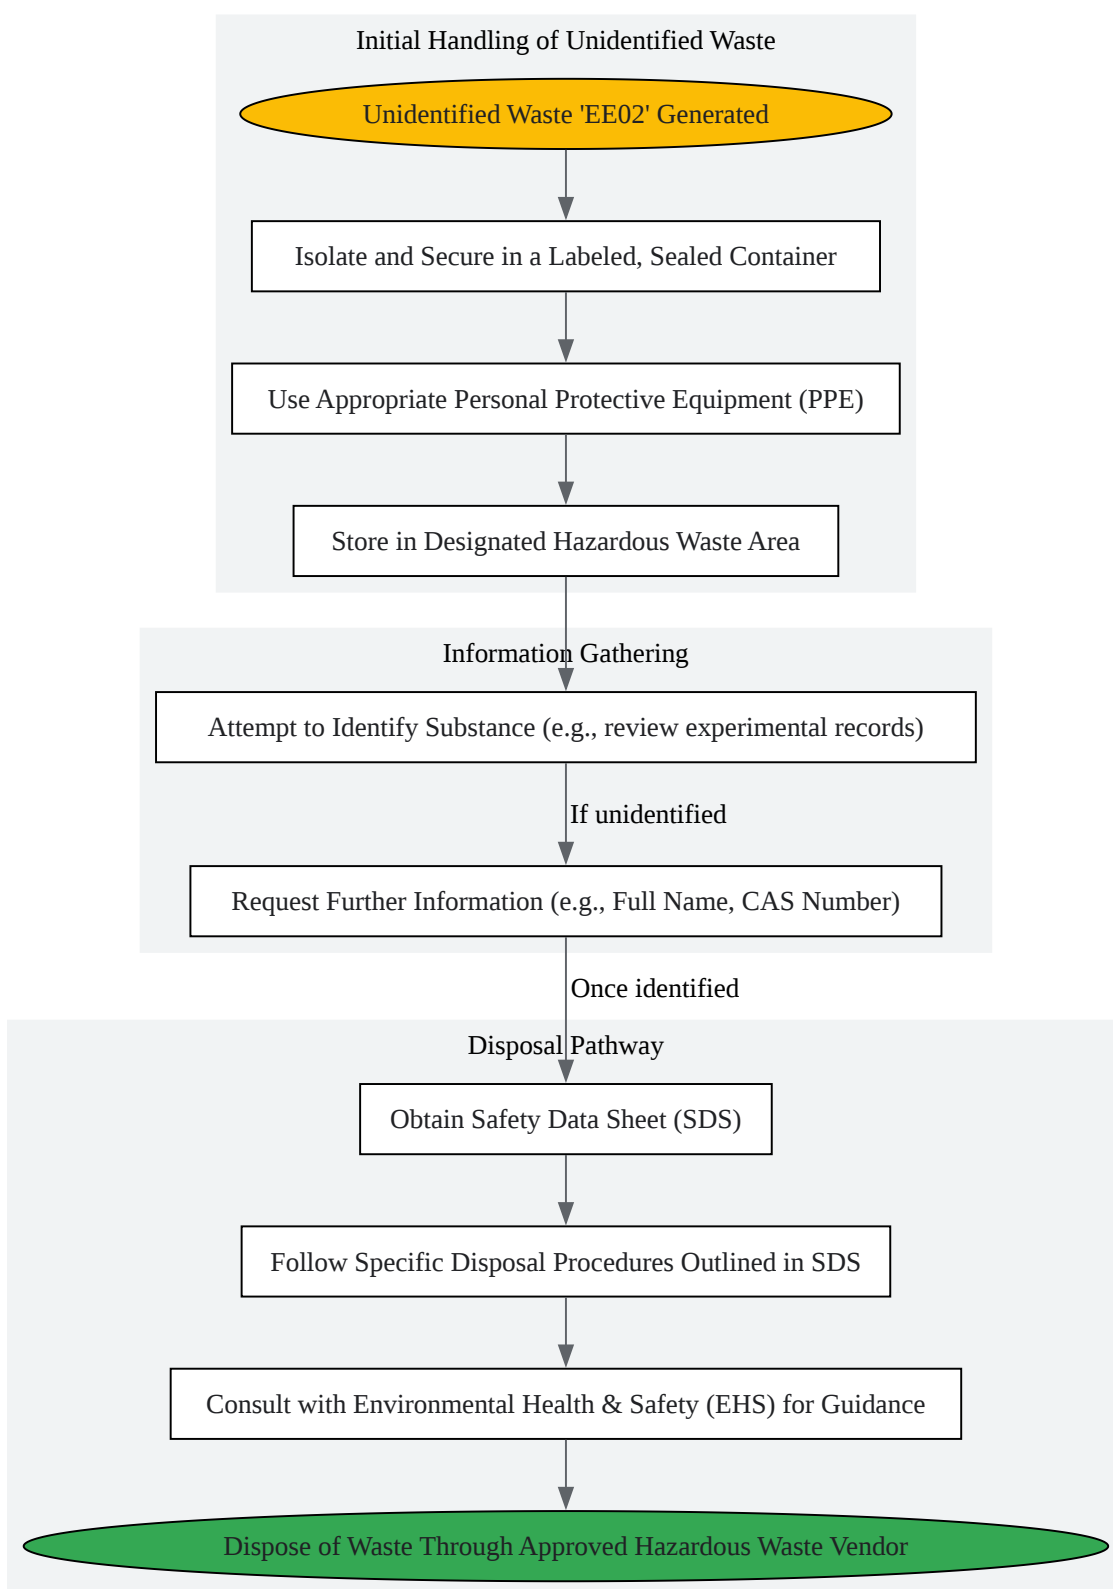 Initial Handling of Unidentified Waste
Unidentified Waste 'EE02' Generated
Isolate and Secure in a Labeled, Sealed Container
Use Appropriate Personal Protective Equipment (PPE)
Store in Designated Hazardous Waste Area
Information Gathering
Attempt to Identify Substance (e.g., review experimental records)
If unidentified
Request Further Information (e.g., Full Name, CAS Number)
Once identified
Disposal Pathway
Obtain Safety Data Sheet (SDS)
Follow Specific Disposal Procedures Outlined in SDS
Consult with Environmental Health & Safety (EHS) for Guidance
Dispose of Waste Through Approved Hazardous Waste Vendor